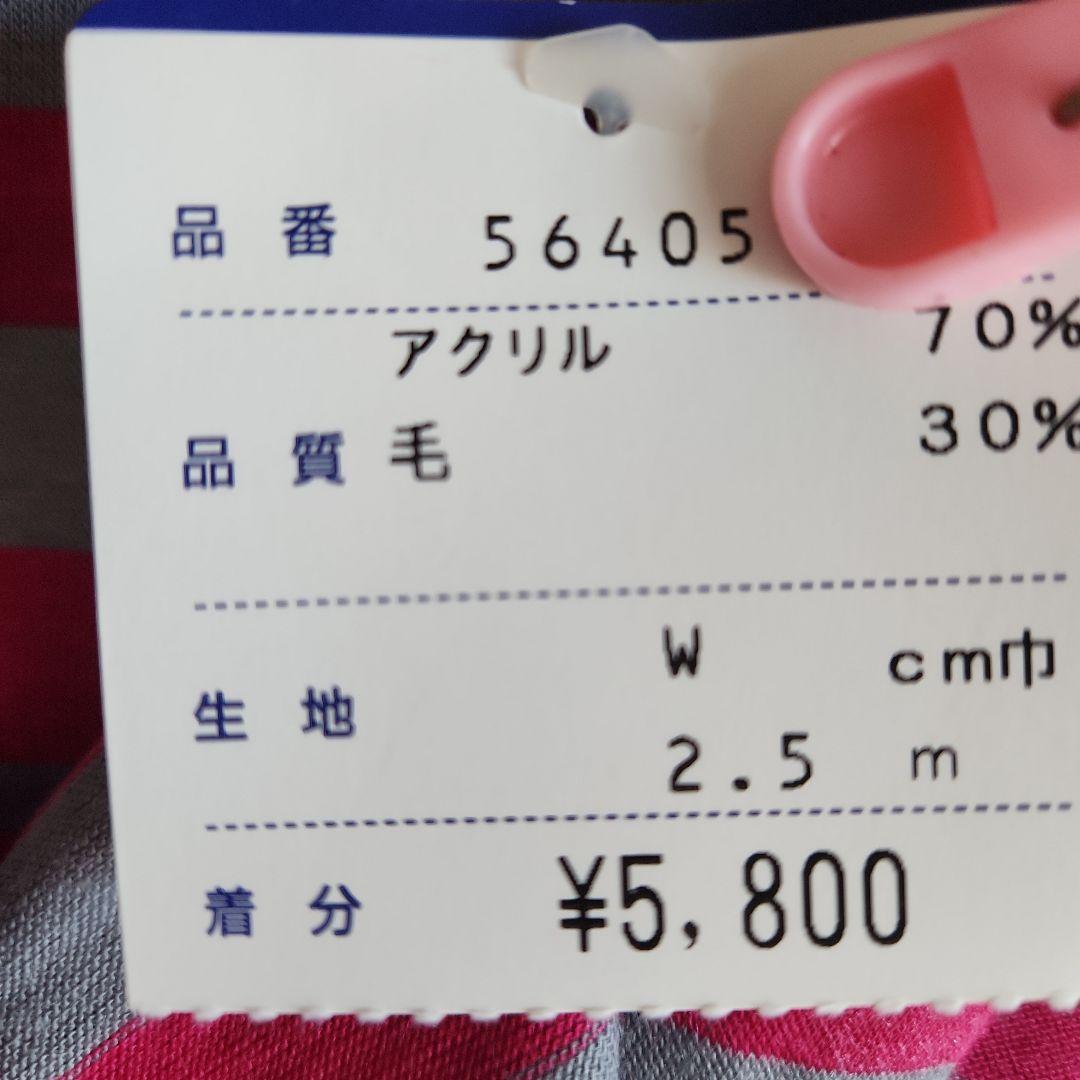 品番 56405
アクリル 70%
品質 毛 30%
W cm巾
生地
2.5 m
着分 ¥5,800